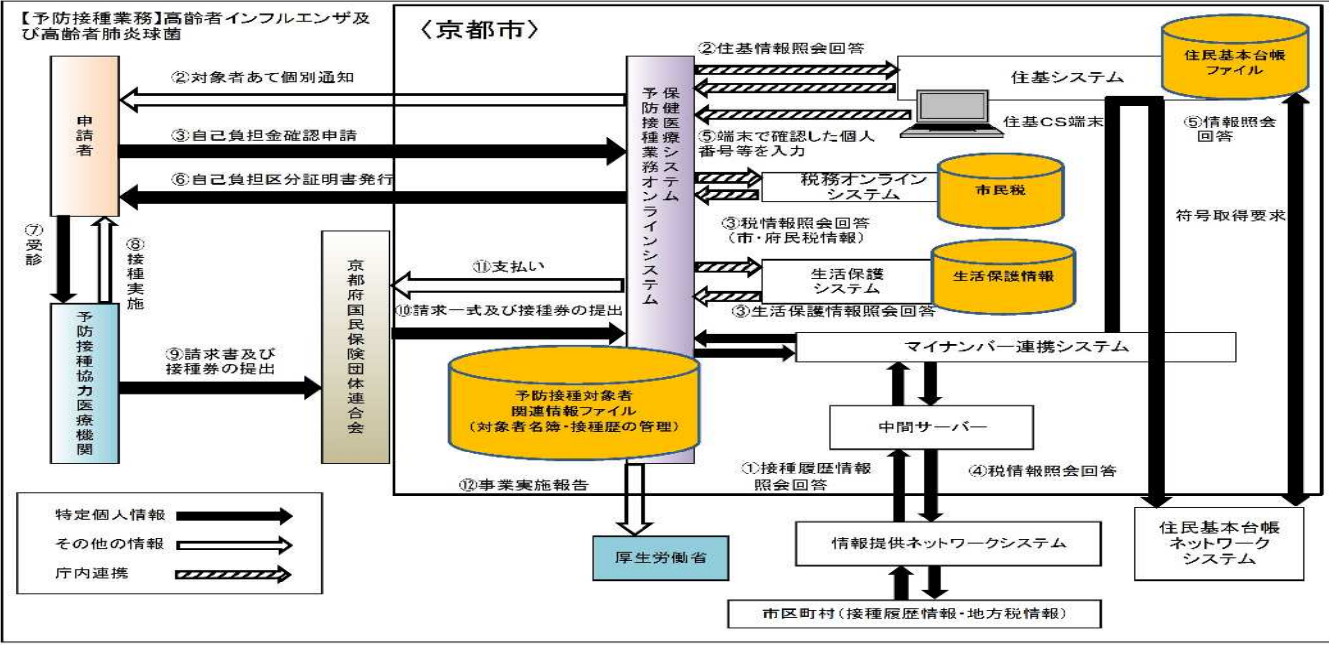 【予防接種業務】高齢者インフルエンザ及
び高齢者肺炎球菌
〈京都市〉
②住基情報照会回答
住民基本台帳
ファイル
住基システム
②対象者あて個別通知
申請者
保健医療システム
予防接種業務オンラインシステム
住基CS端末
⑤情報照会
回答
③自己負担金確認申請
⑤端末で確認した個人
番号等を入力
⑥自己負担区分証明書発行
税務オンライン
システム
市民税
③税情報照会回答
(市・府民税情報)
符号取得要求
⑦受診
⑧接種実施
京都府国民保険団体連合会
⑪支払い
生活保護
システム
生活保護情報
⑩請求一式及び接種券の提出
③生活保護情報照会回答
予防接種協力医療機関
⑨請求書及び
接種券の提出
マイナンバー連携システム
予防接種対象者
関連情報ファイル
(対象者名簿・接種歴の管理)
中間サーバー
①接種履歴情報
照会回答
④税情報照会回答
⑫事業実施報告
特定個人情報
その他の情報
庁内連携
厚生労働省
情報提供ネットワークシステム
住民基本台帳
ネットワーク
システム
市区町村(接種履歴情報・地方税情報)